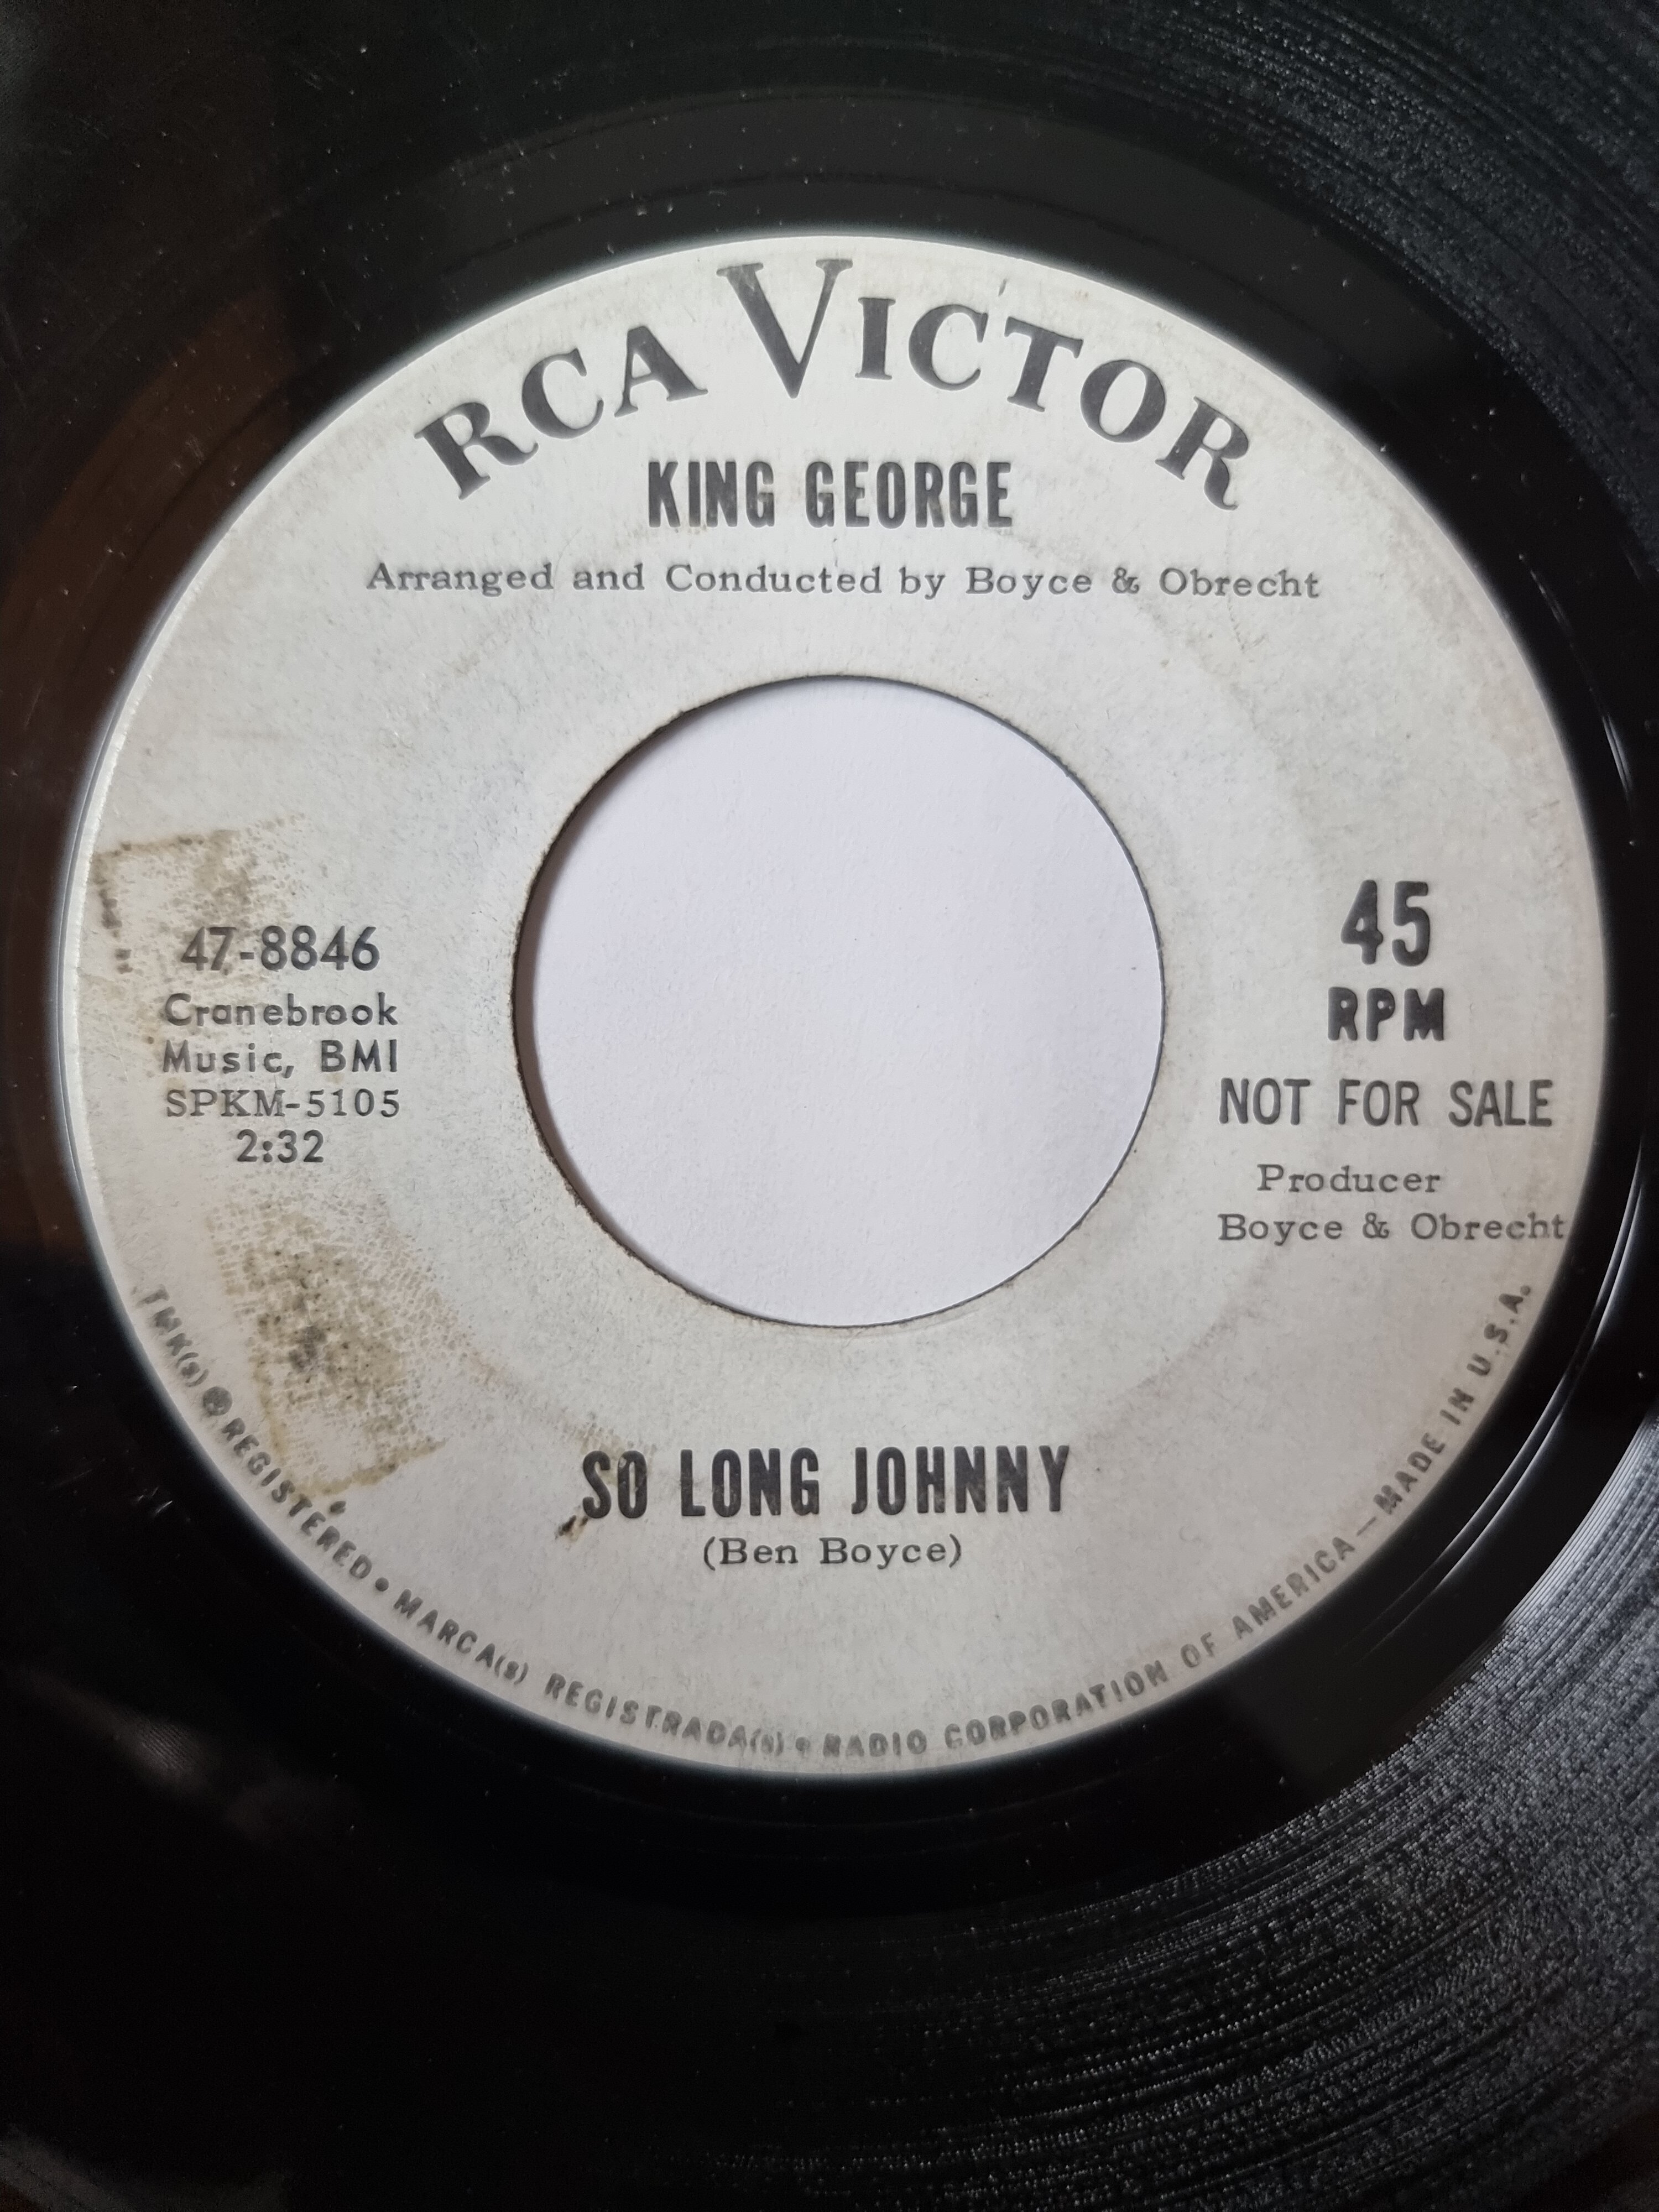 RCA VICTOR
KING GEORGE
Arranged and Conducted by Boyce & Obrecht
47-8846
Cranebrook
Music, BMI
SPKM-5105
2:32
45
RPM
NOT FOR SALE
Producer
Boyce & Obrecht
SO LONG JOHNNY
(Ben Boyce)
TMK(s) ® REGISTERED • MARCA(s) REGISTRADA(s) • RADIO CORPORATION OF AMERICA — MADE IN U.S.A.